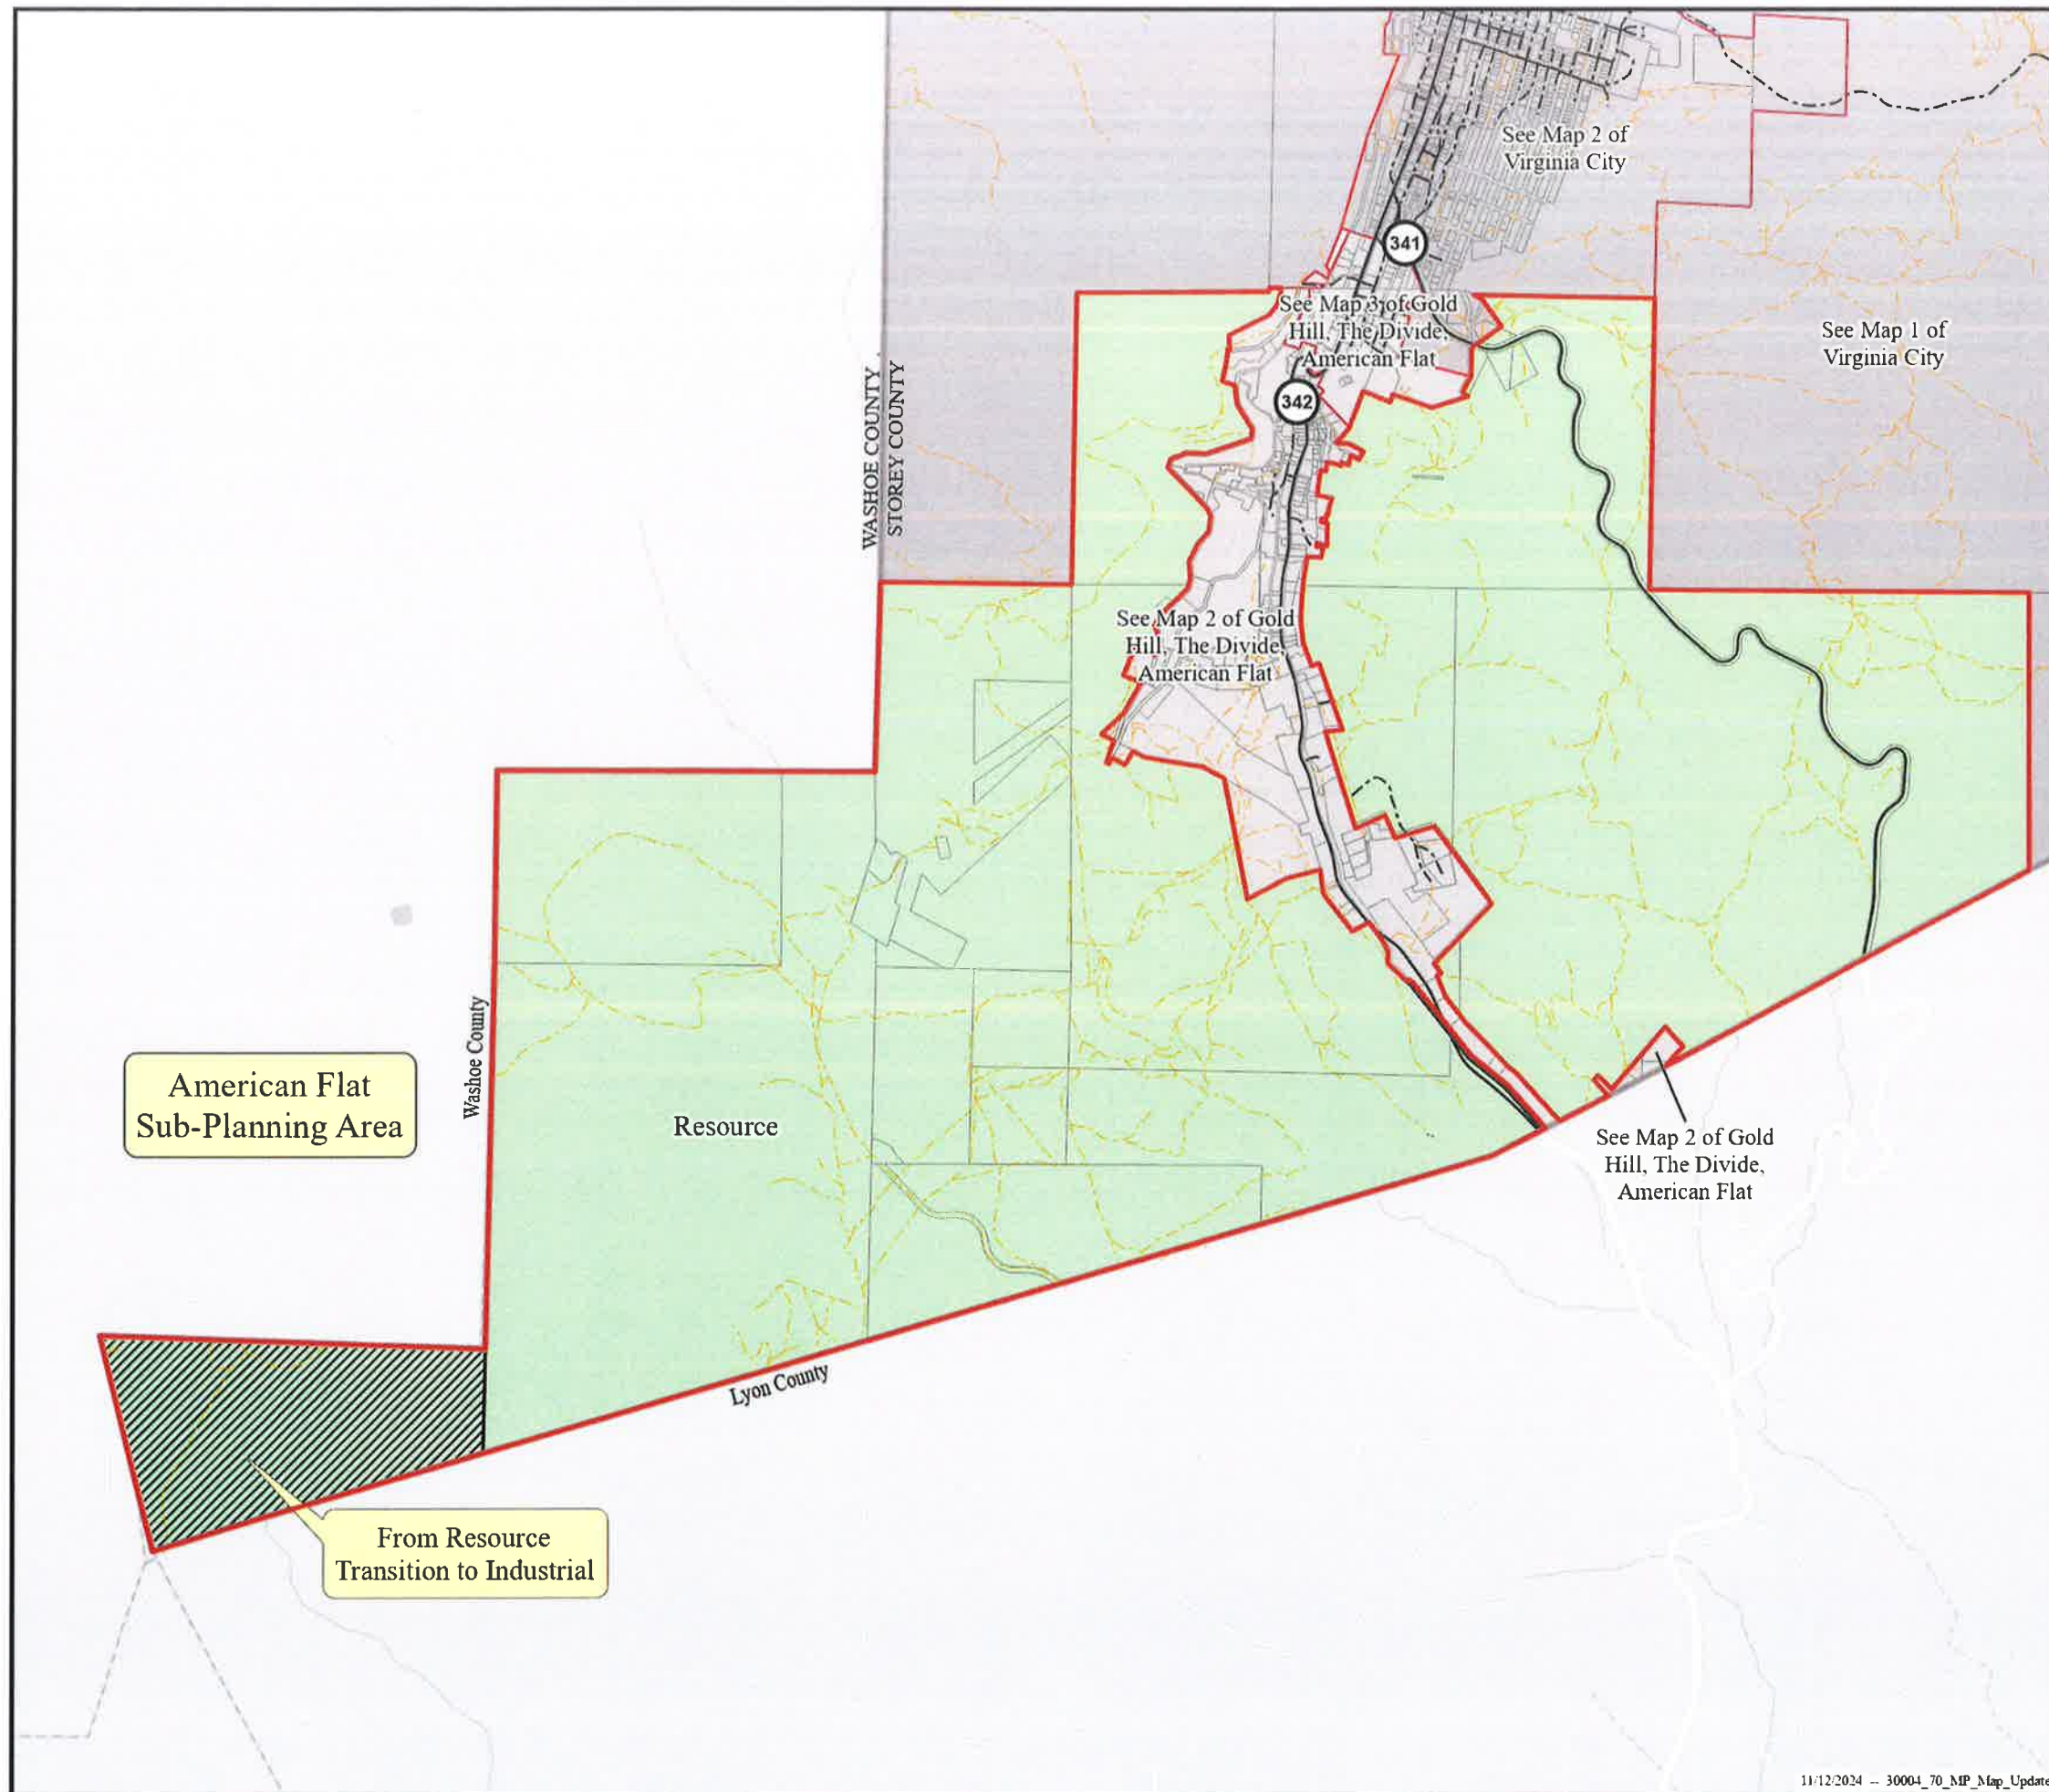 See Map 2 of
Virginia City
341
See Map 3 of Gold
Hill, The Divide,
American Flat
See Map 1 of
Virginia City
342
WASHOE COUNTY
STOREY COUNTY
See Map 2 of Gold
Hill, The Divide,
American Flat
Washoe County
American Flat
Sub-Planning Area
Resource
See Map 2 of Gold
Hill, The Divide,
American Flat
Lyon County
From Resource
Transition to Industrial
11/12/2024 -- 30004_70_MP_Map_Update